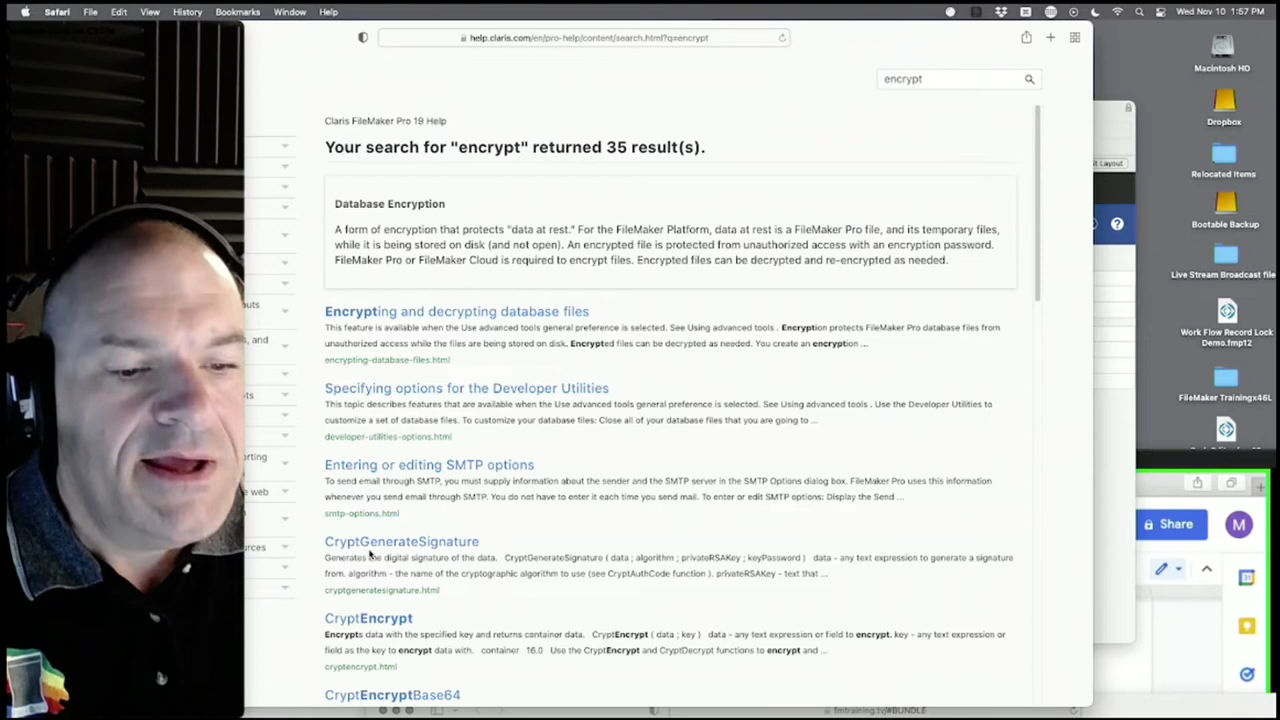 Safari File Edit View History Bookmarks Window Help
Wed Nov 10 1:57 PM
help.claris.com/en/pro-help/content/search.html?q=encrypt
encrypt
Claris FileMaker Pro 19 Help
Your search for "encrypt" returned 35 result(s).
Database Encryption
A form of encryption that protects "data at rest." For the FileMaker Platform, data at rest is a FileMaker Pro file, and its temporary files,
while it is being stored on disk (and not open). An encrypted file is protected from unauthorized access with an encryption password.
FileMaker Pro or FileMaker Cloud is required to encrypt files. Encrypted files can be decrypted and re-encrypted as needed.
Encrypting and decrypting database files
This feature is available when the Use advanced tools general preference is selected. See Using advanced tools . Encryption protects FileMaker Pro database files from
unauthorized access while the files are being stored on disk. Encrypted files can be decrypted as needed. You create an encryption ...
encrypting-database-files.html
Specifying options for the Developer Utilities
This topic describes features that are available when the Use advanced tools general preference is selected. See Using advanced tools . Use the Developer Utilities to
customize a set of database files. To customize your database files: Close all of your database files that you are going to ...
developer-utilities-options.html
Entering or editing SMTP options
To send email through SMTP, you must supply information about the sender and the SMTP server in the SMTP Options dialog box. FileMaker Pro uses this information
whenever you send email through SMTP. You do not have to enter it each time you send mail. To enter or edit SMTP options: Display the Send ...
smtp-options.html
CryptGenerateSignature
Generates the digital signature of the data. CryptGenerateSignature ( data ; algorithm ; privateRSAKey ; keyPassword ) data - any text expression to generate a signature
from. algorithm - the name of the cryptographic algorithm to use (see CryptAuthCode function ). privateRSAKey - text that ...
cryptgeneratesignature.html
CryptEncrypt
Encrypts data with the specified key and returns container data. CryptEncrypt ( data ; key ) data - any text expression or field to encrypt. key - any text expression or
field as the key to encrypt data with. container 16.0 Use the CryptEncrypt and CryptDecrypt functions to encrypt and ...
cryptencrypt.html
CryptEncryptBase64
outs
s, and
pts
orting
he web
urces
fmtraining.tv/#BUNDLE
it Layout
?
Share
M
Macintosh HD
Dropbox
Relocated Items
Bootable Backup
Live Stream Broadcast file
Work Flow Record Lock
Demo.fmp12
FileMaker Trainingx46L